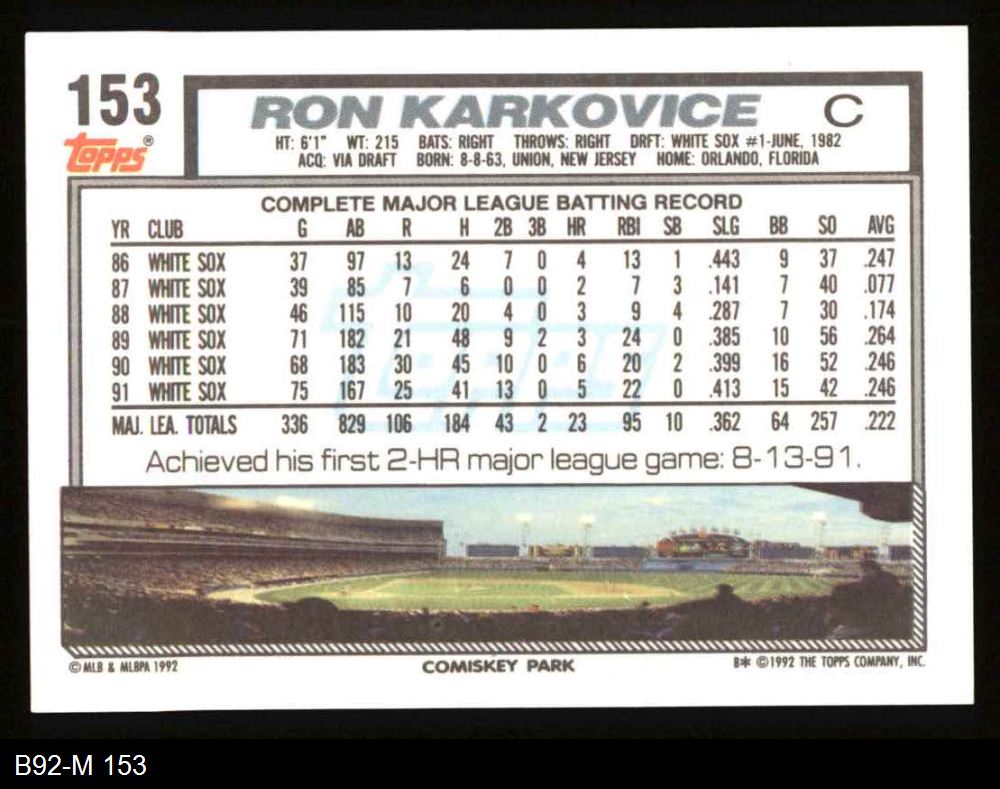 153
Topps®
RON KARKOVICE C
HT: 6'1" WT: 215 BATS: RIGHT THROWS: RIGHT DRFT: WHITE SOX #1-JUNE, 1982
ACQ: VIA DRAFT BORN: 8-8-63, UNION, NEW JERSEY HOME: ORLANDO, FLORIDA
COMPLETE MAJOR LEAGUE BATTING RECORD
YR CLUB G AB R H 2B 3B HR RBI SB SLG BB SO AVG
86 WHITE SOX 37 97 13 24 7 0 4 13 1 .443 9 37 .247
87 WHITE SOX 39 85 7 6 0 0 2 7 3 .141 7 40 .077
88 WHITE SOX 46 115 10 20 4 0 3 9 4 .287 7 30 .174
89 WHITE SOX 71 182 21 48 9 2 3 24 0 .385 10 56 .264
90 WHITE SOX 68 183 30 45 10 0 6 20 2 .399 16 52 .246
91 WHITE SOX 75 167 25 41 13 0 5 22 0 .413 15 42 .246
MAJ. LEA. TOTALS 336 829 106 184 43 2 23 95 10 .362 64 257 .222
Achieved his first 2-HR major league game: 8-13-91.
© MLB & MLBPA 1992 COMISKEY PARK B* ©1992 THE TOPPS COMPANY, INC.
B92-M 153